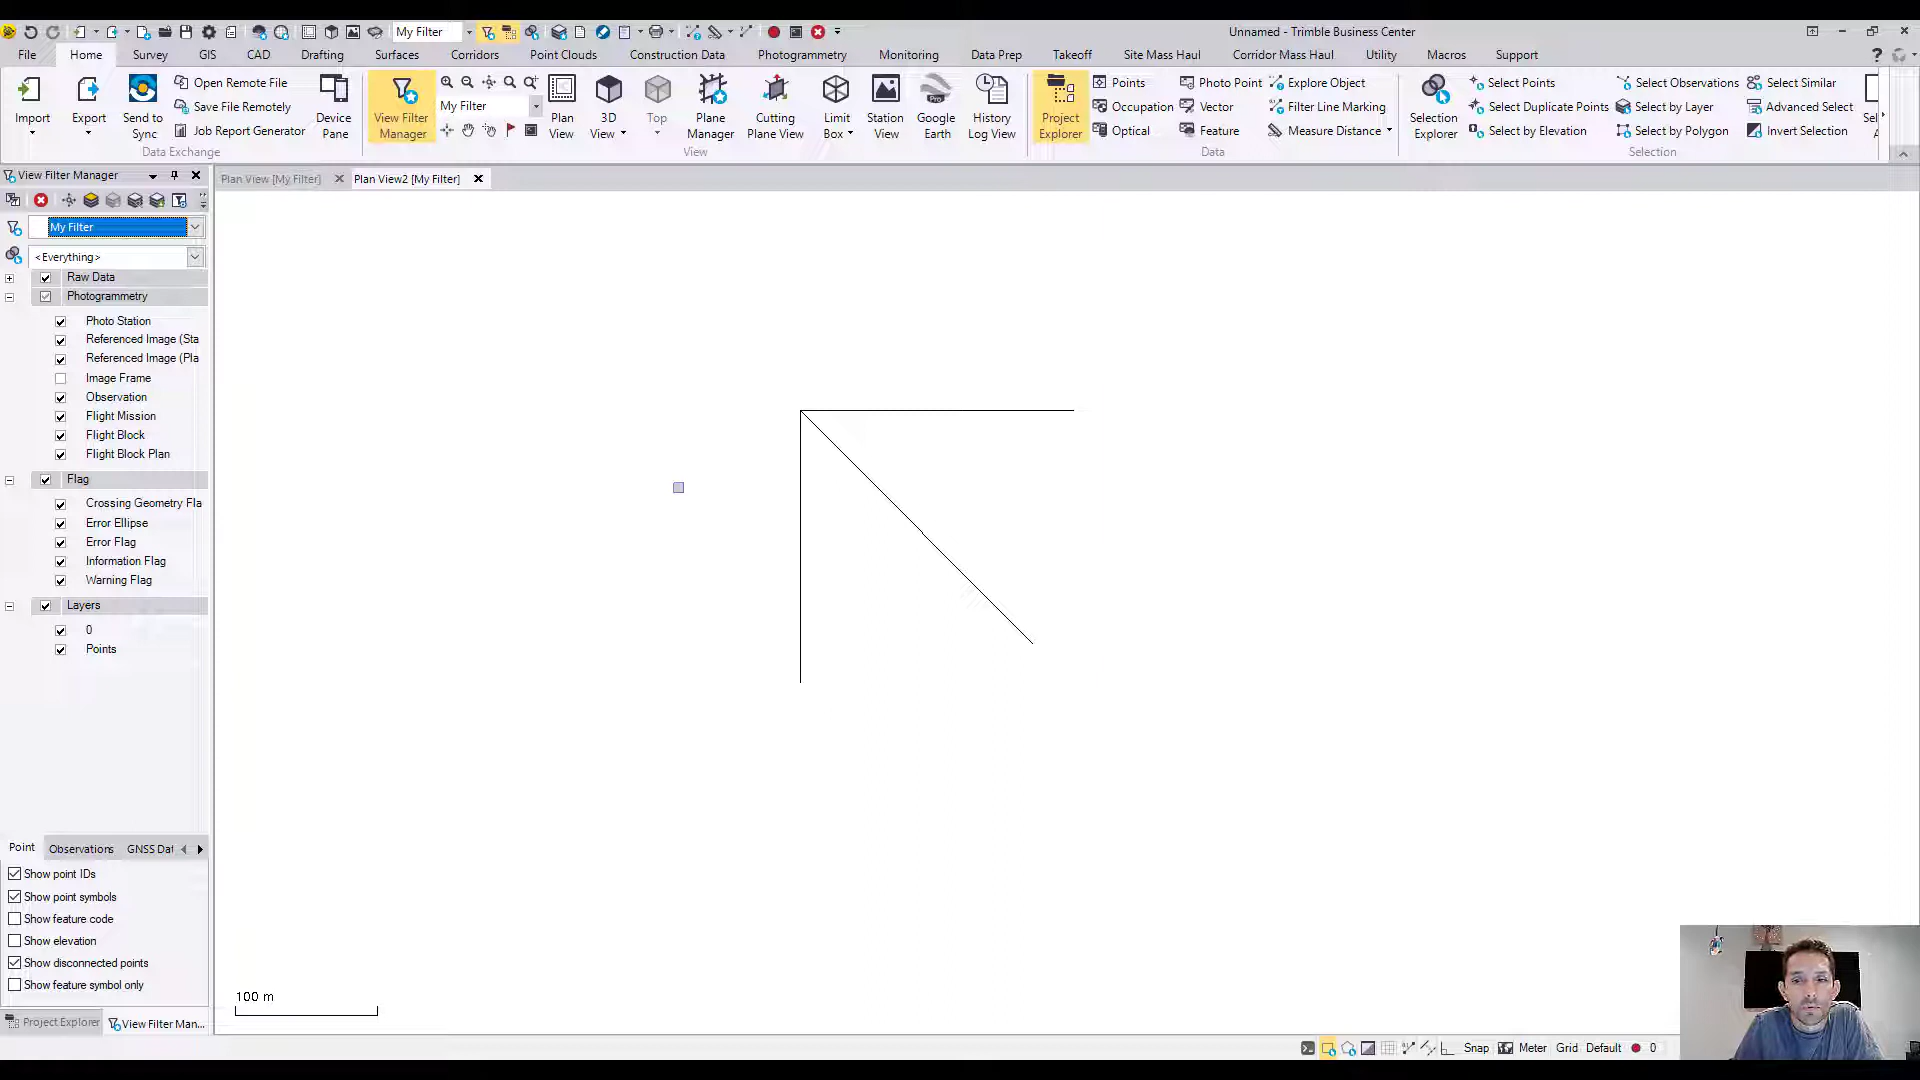 My Filter
Unnamed - Trimble Business Center
File Home Survey GIS CAD Drafting Surfaces Corridors Point Clouds Construction Data Photogrammetry Monitoring Data Prep Takeoff Site Mass Haul Corridor Mass Haul Utility Macros Support
Import
Export
Send to Sync
Open Remote File
Save File Remotely
Job Report Generator
Device Pane
Data Exchange
View Filter Manager
My Filter
Plan View
3D View
Top
Plane Manager
Cutting Plane View
Limit Box
Station View
Pro
Google Earth
History Log View
View
Project Explorer
Points
Occupation
Optical
Photo Point
Vector
Feature
Explore Object
Filter Line Marking
Measure Distance
Data
Selection Explorer
Select Points
Select Duplicate Points
Select by Elevation
Select Observations
Select by Layer
Select by Polygon
Select Similar
Advanced Select
Invert Selection
Selection
View Filter Manager
Plan View [My Filter]
Plan View2 [My Filter]
My Filter
<Everything>
Raw Data
Photogrammetry
Photo Station
Referenced Image (Sta
Referenced Image (Pla
Image Frame
Observation
Flight Mission
Flight Block
Flight Block Plan
Flag
Crossing Geometry Fla
Error Ellipse
Error Flag
Information Flag
Warning Flag
Layers
0
Points
Point Observations GNSS Dat
Show point IDs
Show point symbols
Show feature code
Show elevation
Show disconnected points
Show feature symbol only
100 m
Project Explorer
View Filter Man...
Snap Meter Grid Default 0